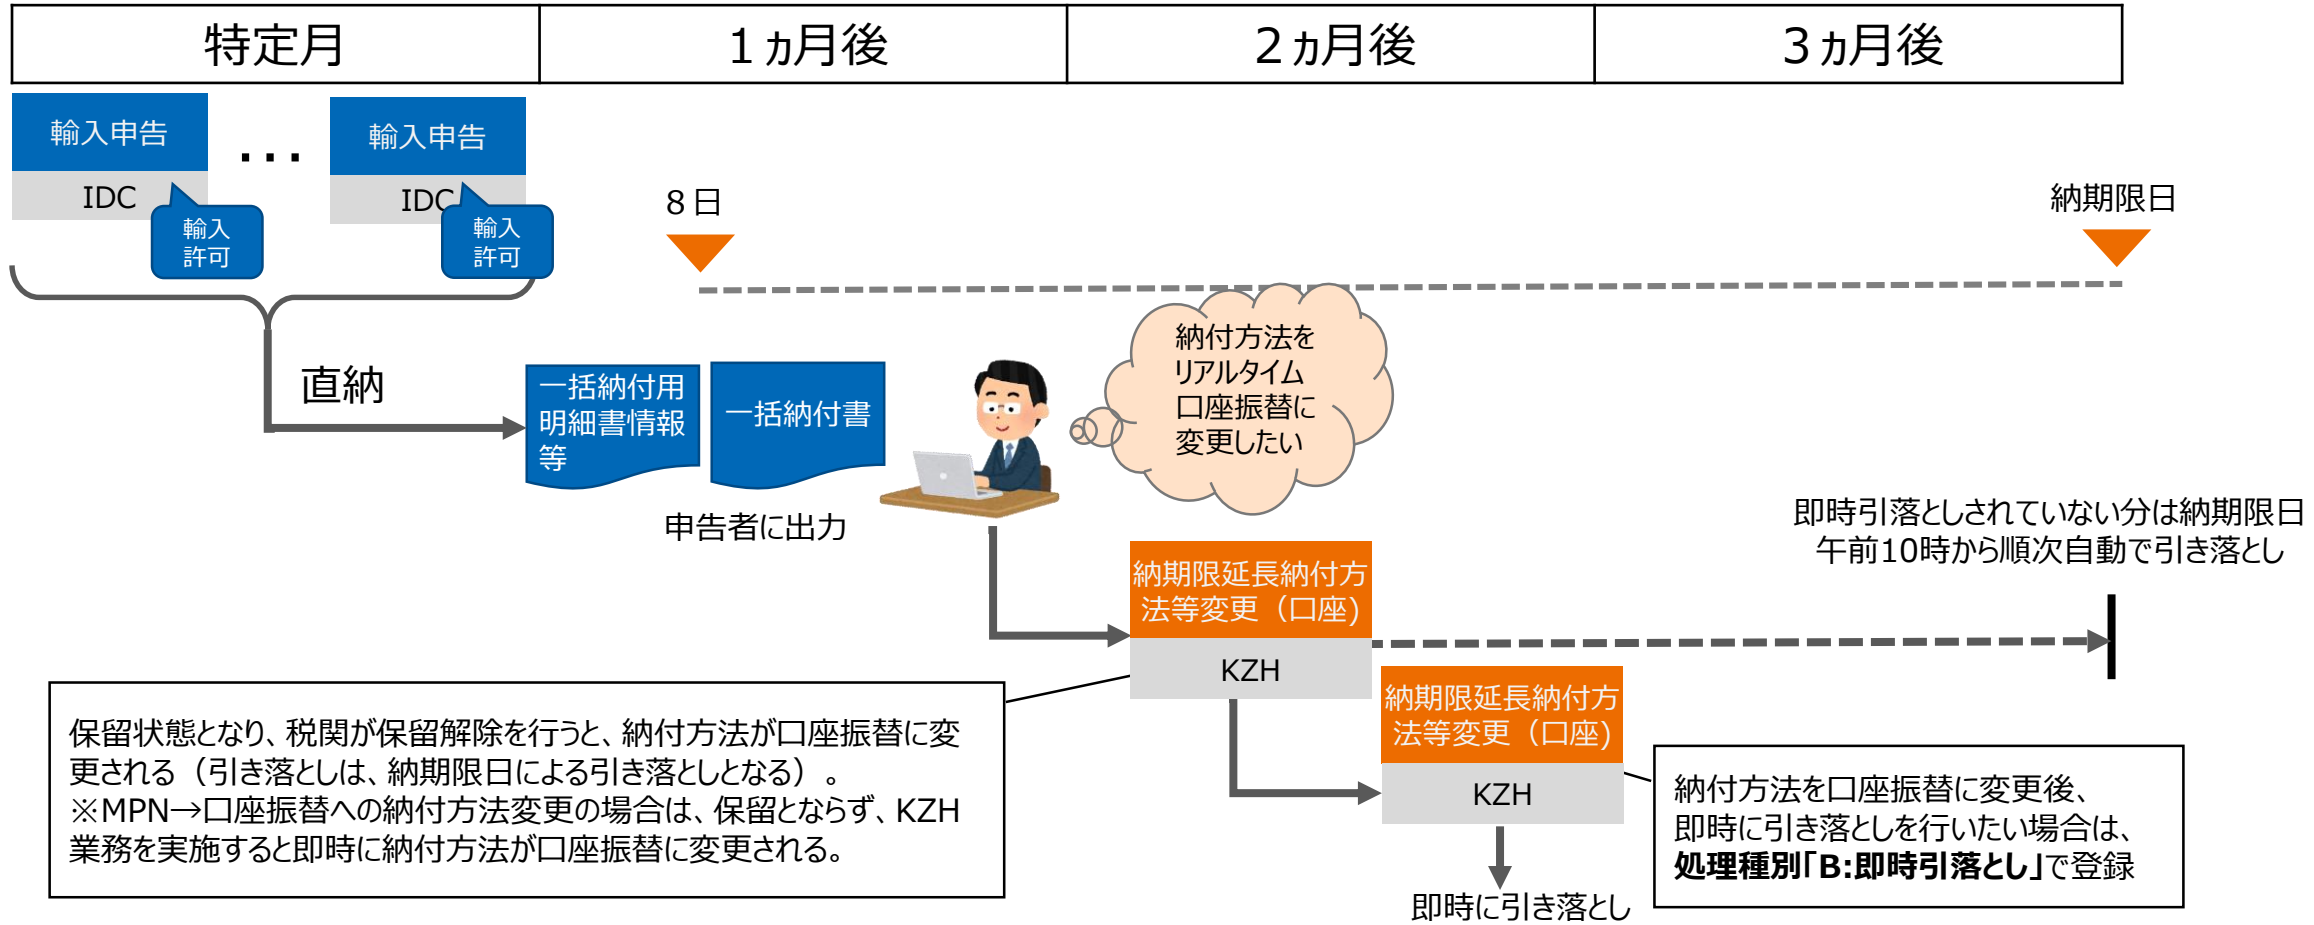 特定月
１ヵ月後
２ヵ月後
３ヵ月後
輸入申告
IDC
輸入
許可
…
輸入申告
IDC
輸入
許可
８日
納期限日
直納
一括納付用
明細書情報
等
一括納付書
申告者に出力
納付方法を
リアルタイム
口座振替に
変更したい
即時引落としされていない分は納期限日
午前10時から順次自動で引き落とし
納期限延長納付方
法等変更（口座)
KZH
納期限延長納付方
法等変更（口座)
KZH
保留状態となり、税関が保留解除を行うと、納付方法が口座振替に変
更される（引き落としは、納期限日による引き落としとなる）。
※MPN→口座振替への納付方法変更の場合は、保留とならず、KZH
業務を実施すると即時に納付方法が口座振替に変更される。
納付方法を口座振替に変更後、
即時に引き落としを行いたい場合は、
処理種別「B:即時引落とし」で登録
即時に引き落とし